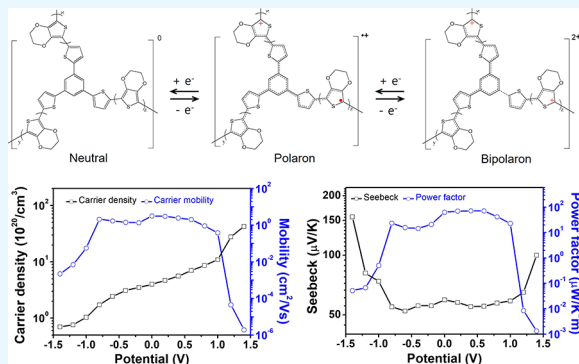 0
•+
2+
+ e⁻
- e⁻
+ e⁻
- e⁻
Neutral
Polaron
Bipolaron
Carrier density
Carrier mobility
Carrier density (10²⁰/cm³)
10²
10¹
10⁰
Mobility (cm²/Vs)
10²
10⁰
10⁻²
10⁻⁴
10⁻⁶
-1.5 -1.0 -0.5 0.0 0.5 1.0 1.5
Potential (V)
Seebeck
Power factor
Seebeck (μV/K)
200
150
100
50
Power factor (μW/K m)
10²
10¹
10⁰
10⁻¹
10⁻²
10⁻³
-1.5 -1.0 -0.5 0.0 0.5 1.0 1.5
Potential (V)